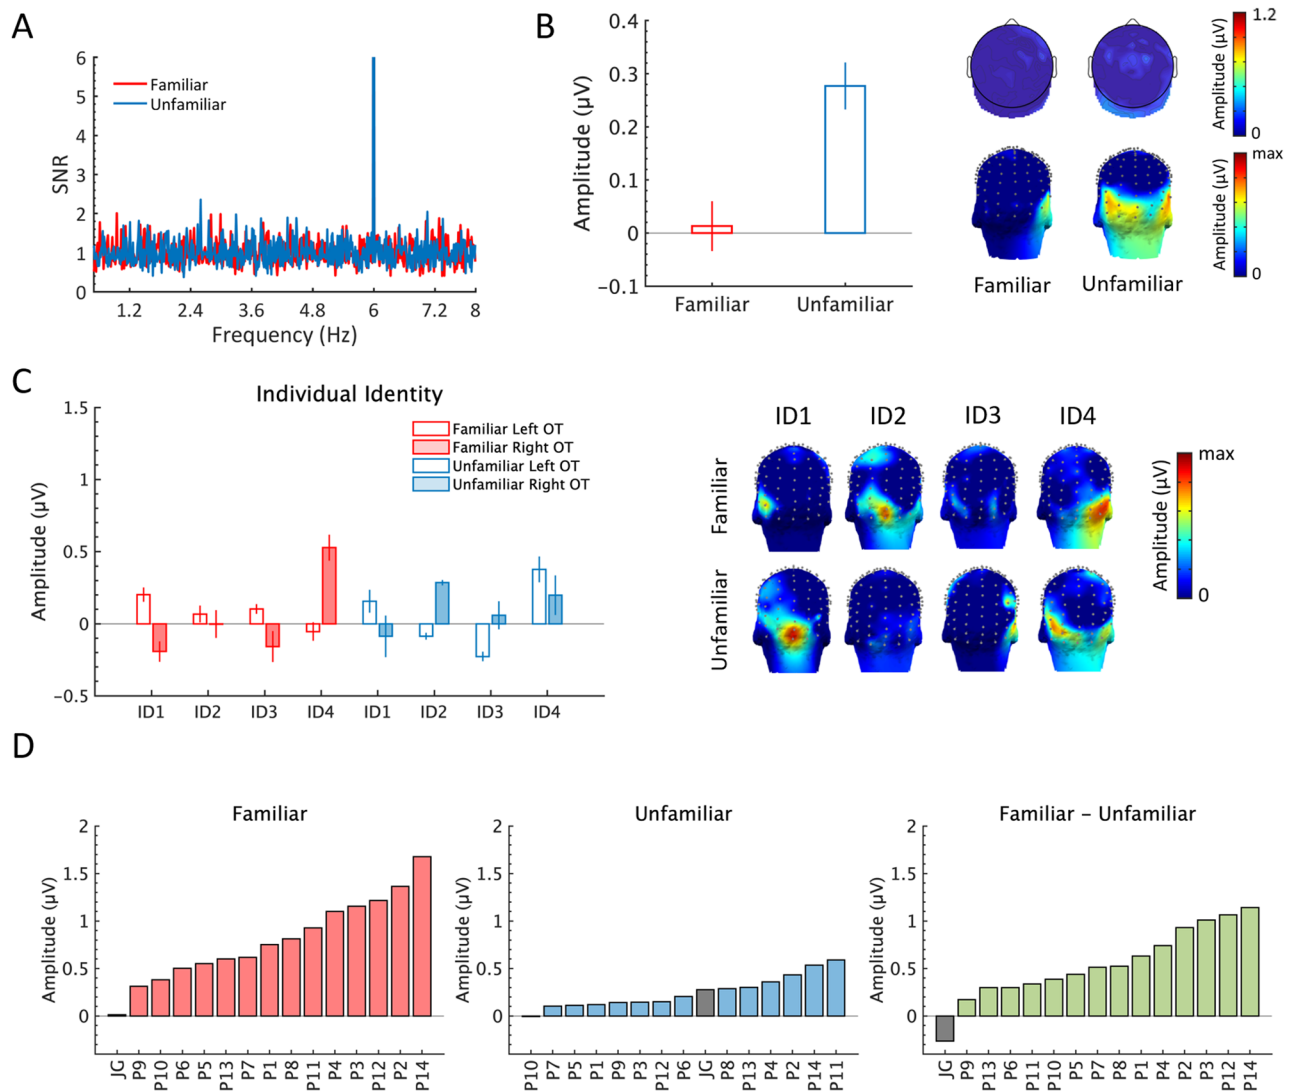 A
6
5
4
3
2
1
0
SNR
Familiar
Unfamiliar
1.2 2.4 3.6 4.8 6 7.2 8
Frequency (Hz)
B
0.4
0.3
0.2
0.1
0
−0.1
Amplitude (μV)
Familiar Unfamiliar
1.2
Amplitude (μV)
0
max
Amplitude (μV)
0
Familiar Unfamiliar
C
Individual Identity
1.5
1
0.5
0
−0.5
Amplitude (μV)
Familiar Left OT
Familiar Right OT
Unfamiliar Left OT
Unfamiliar Right OT
ID1 ID2 ID3 ID4 ID1 ID2 ID3 ID4
ID1 ID2 ID3 ID4
Familiar
Unfamiliar
max
Amplitude (μV)
0
D
Familiar
2
1.5
1
0.5
0
Amplitude (μV)
JG P9 P10 P6 P5 P13 P7 P1 P8 P11 P4 P3 P12 P2 P14
Unfamiliar
2
1.5
1
0.5
0
Amplitude (μV)
P10 P7 P5 P1 P9 P3 P12 P6 JG P8 P13 P4 P2 P14 P11
Familiar − Unfamiliar
2
1.5
1
0.5
0
Amplitude (μV)
JG P9 P13 P6 P11 P10 P5 P7 P8 P1 P4 P2 P3 P12 P14